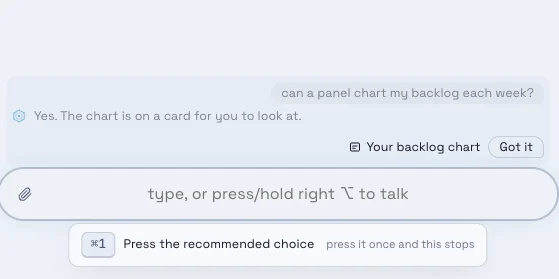 can a panel chart my backlog each week?
Yes. The chart is on a card for you to look at.
Your backlog chart Got it
type, or press/hold right ⌥ to talk
⌘1 Press the recommended choice press it once and this stops